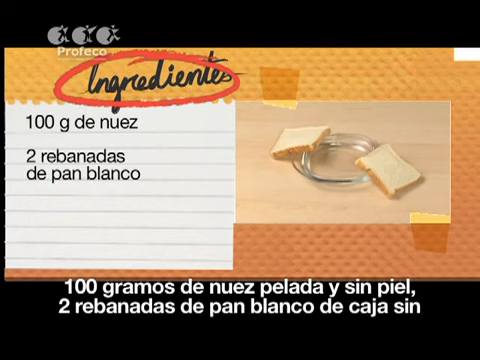 Profeco
Ingredientes
100 g de nuez
2 rebanadas
de pan blanco
100 gramos de nuez pelada y sin piel,
2 rebanadas de pan blanco de caja sin